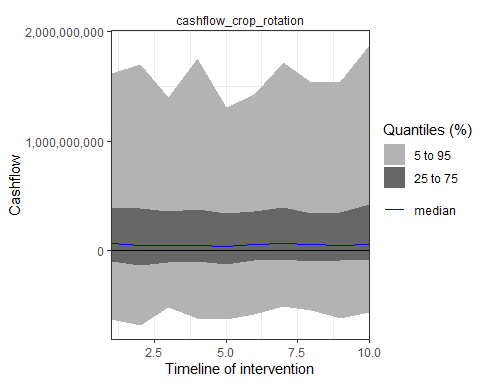 cashflow_crop_rotation
2,000,000,000
1,000,000,000
0
Cashflow
2.5
5.0
7.5
10.0
Timeline of intervention
Quantiles (%)
5 to 95
25 to 75
median